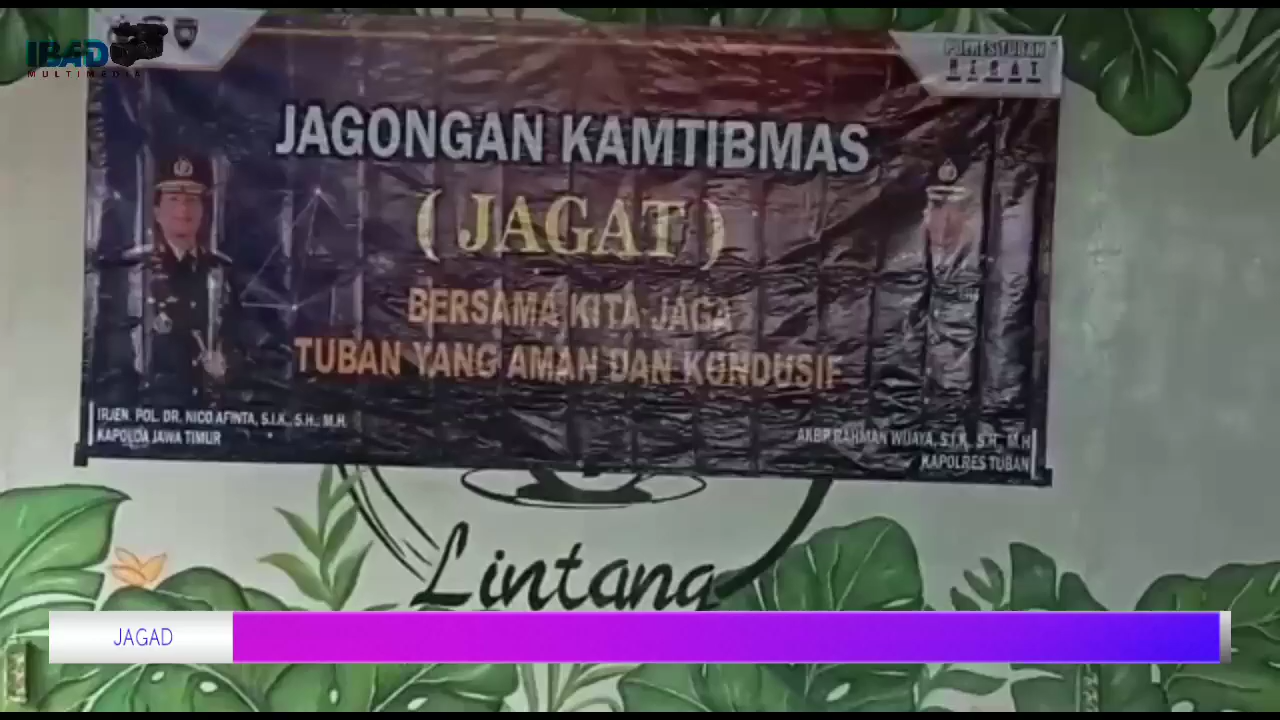 IBAD
MULTIMEDIA
POLRES TUBAN
HEBAT
JAGONGAN KAMTIBMAS
( JAGAT )
BERSAMA KITA JAGA
TUBAN YANG AMAN DAN KONDUSIF
IRJEN. POL. DR. NICO AFINTA, S.I.K., S.H., M.H
KAPOLDA JAWA TIMUR
AKBP RAHMAN WIJAYA, S.I.K., S.H., M.H
KAPOLRES TUBAN
Lintang
JAGAD